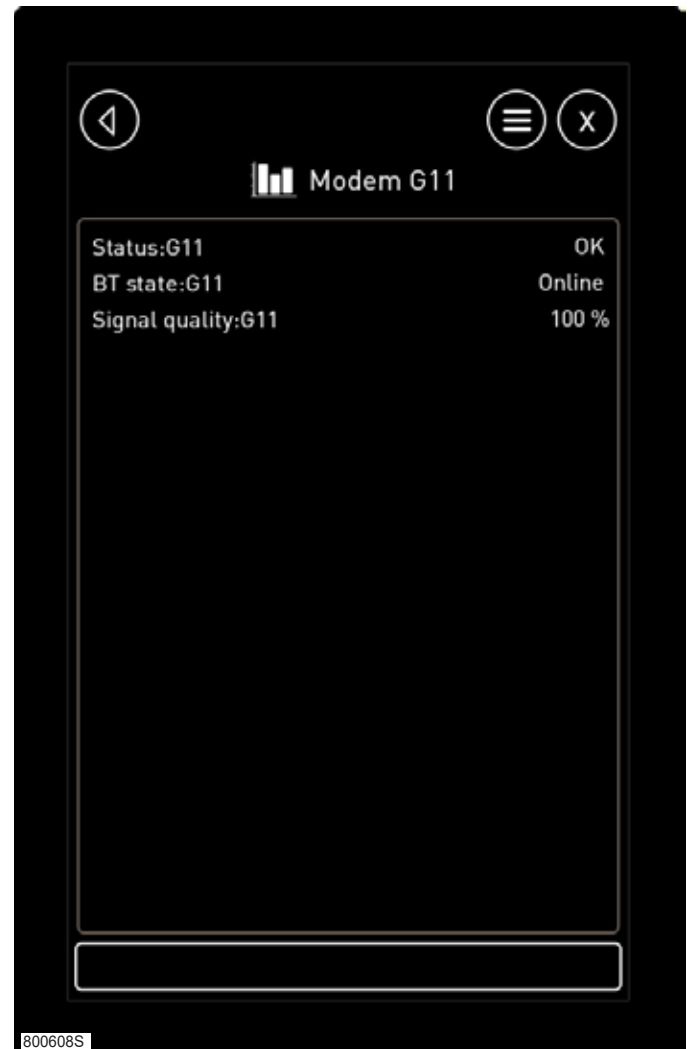 X
Modem G11
Status:G11 OK
BT state:G11 Online
Signal quality:G11 100 %
800608S